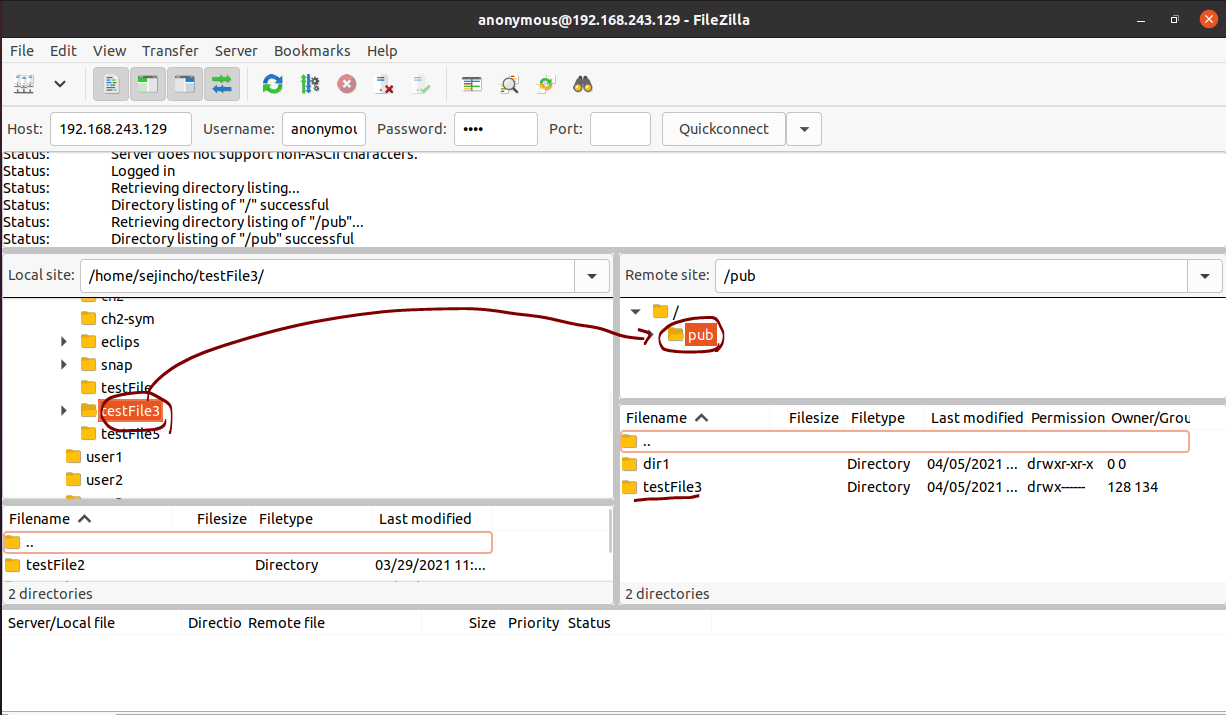 anonymous@192.168.243.129 - FileZilla
File Edit View Transfer Server Bookmarks Help
Host: 192.168.243.129 Username: anonymou Password: •••• Port: Quickconnect
Status: Server does not support non-ASCII characters.
Status: Logged in
Status: Retrieving directory listing...
Status: Directory listing of "/" successful
Status: Retrieving directory listing of "/pub"...
Status: Directory listing of "/pub" successful
Local site: /home/sejincho/testFile3/
ch2
ch2-sym
eclips
snap
testFile
testFile3
testFile5
user1
user2
Filename Filesize Filetype Last modified
..
testFile2 Directory 03/29/2021 11:...
2 directories
Remote site: /pub
/
pub
Filename Filesize Filetype Last modified Permission Owner/Grou
..
dir1 Directory 04/05/2021 ... drwxr-xr-x 0 0
testFile3 Directory 04/05/2021 ... drwx------ 128 134
2 directories
Server/Local file Directio Remote file Size Priority Status